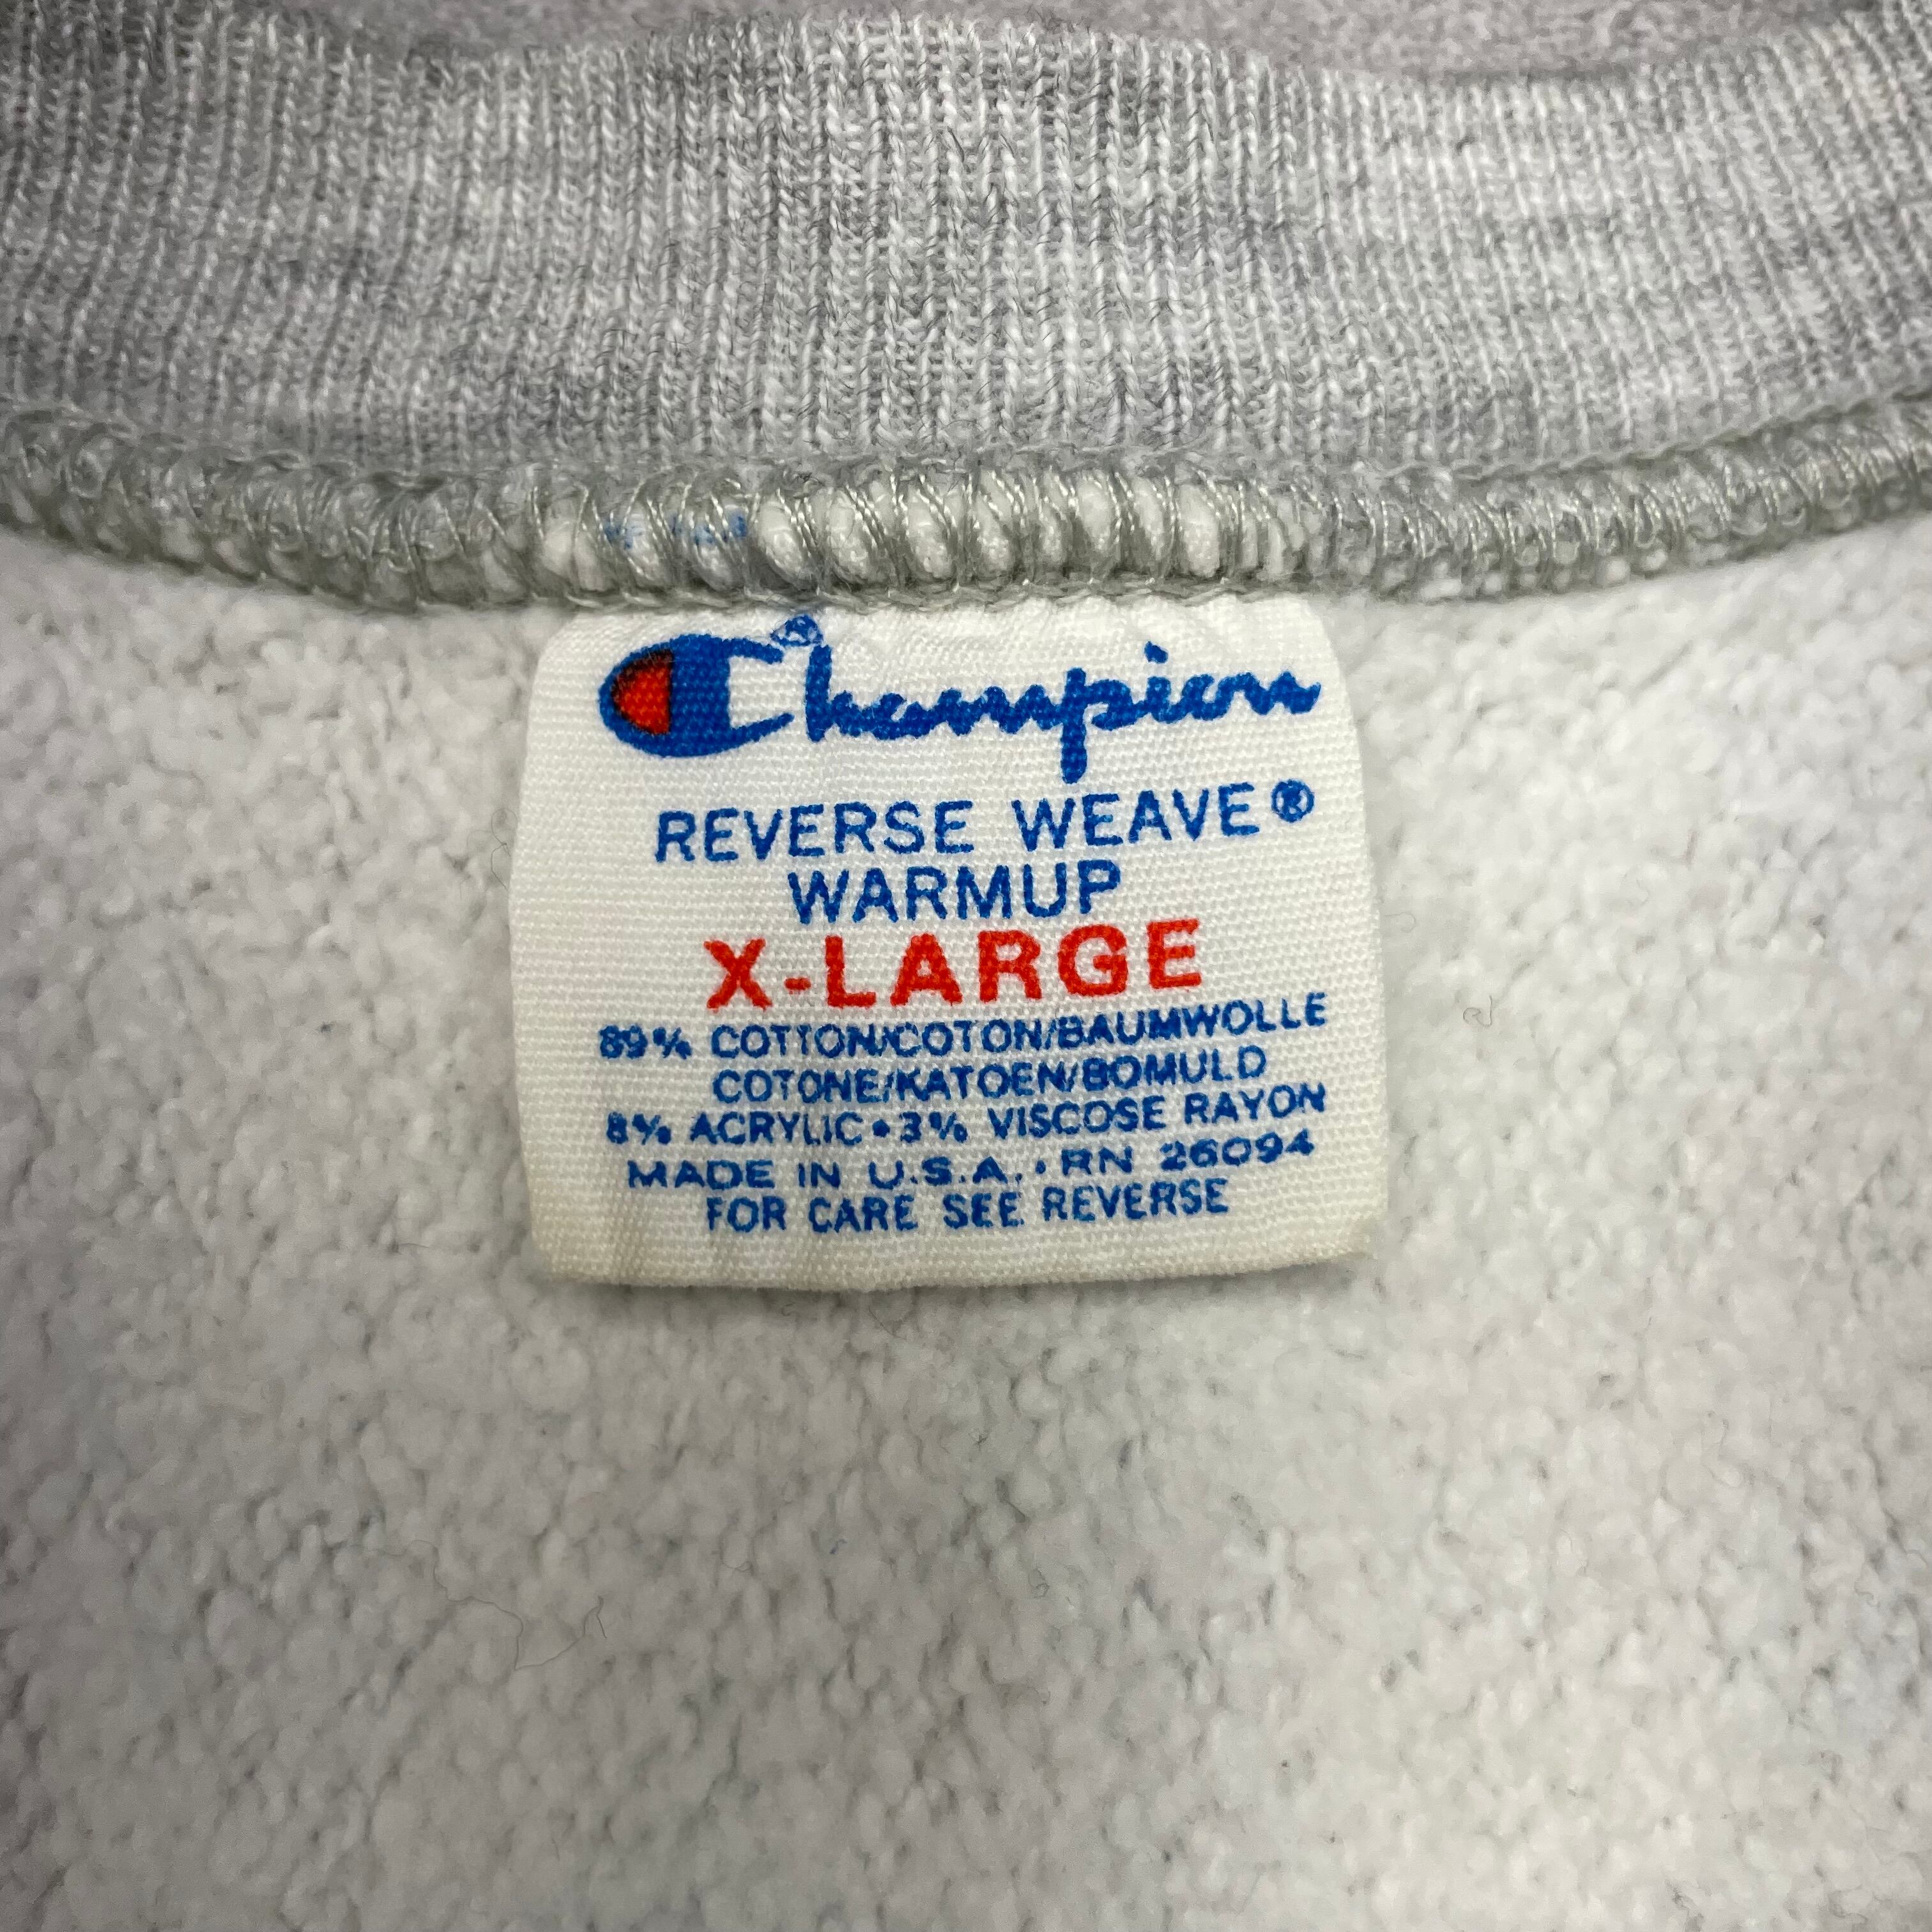 Champion®
REVERSE WEAVE®
WARMUP
X-LARGE
89% COTTON/COTON/BAUMWOLLE
COTONE/KATOEN/BOMULD
8% ACRYLIC • 3% VISCOSE RAYON
MADE IN U.S.A. • RN 26094
FOR CARE SEE REVERSE